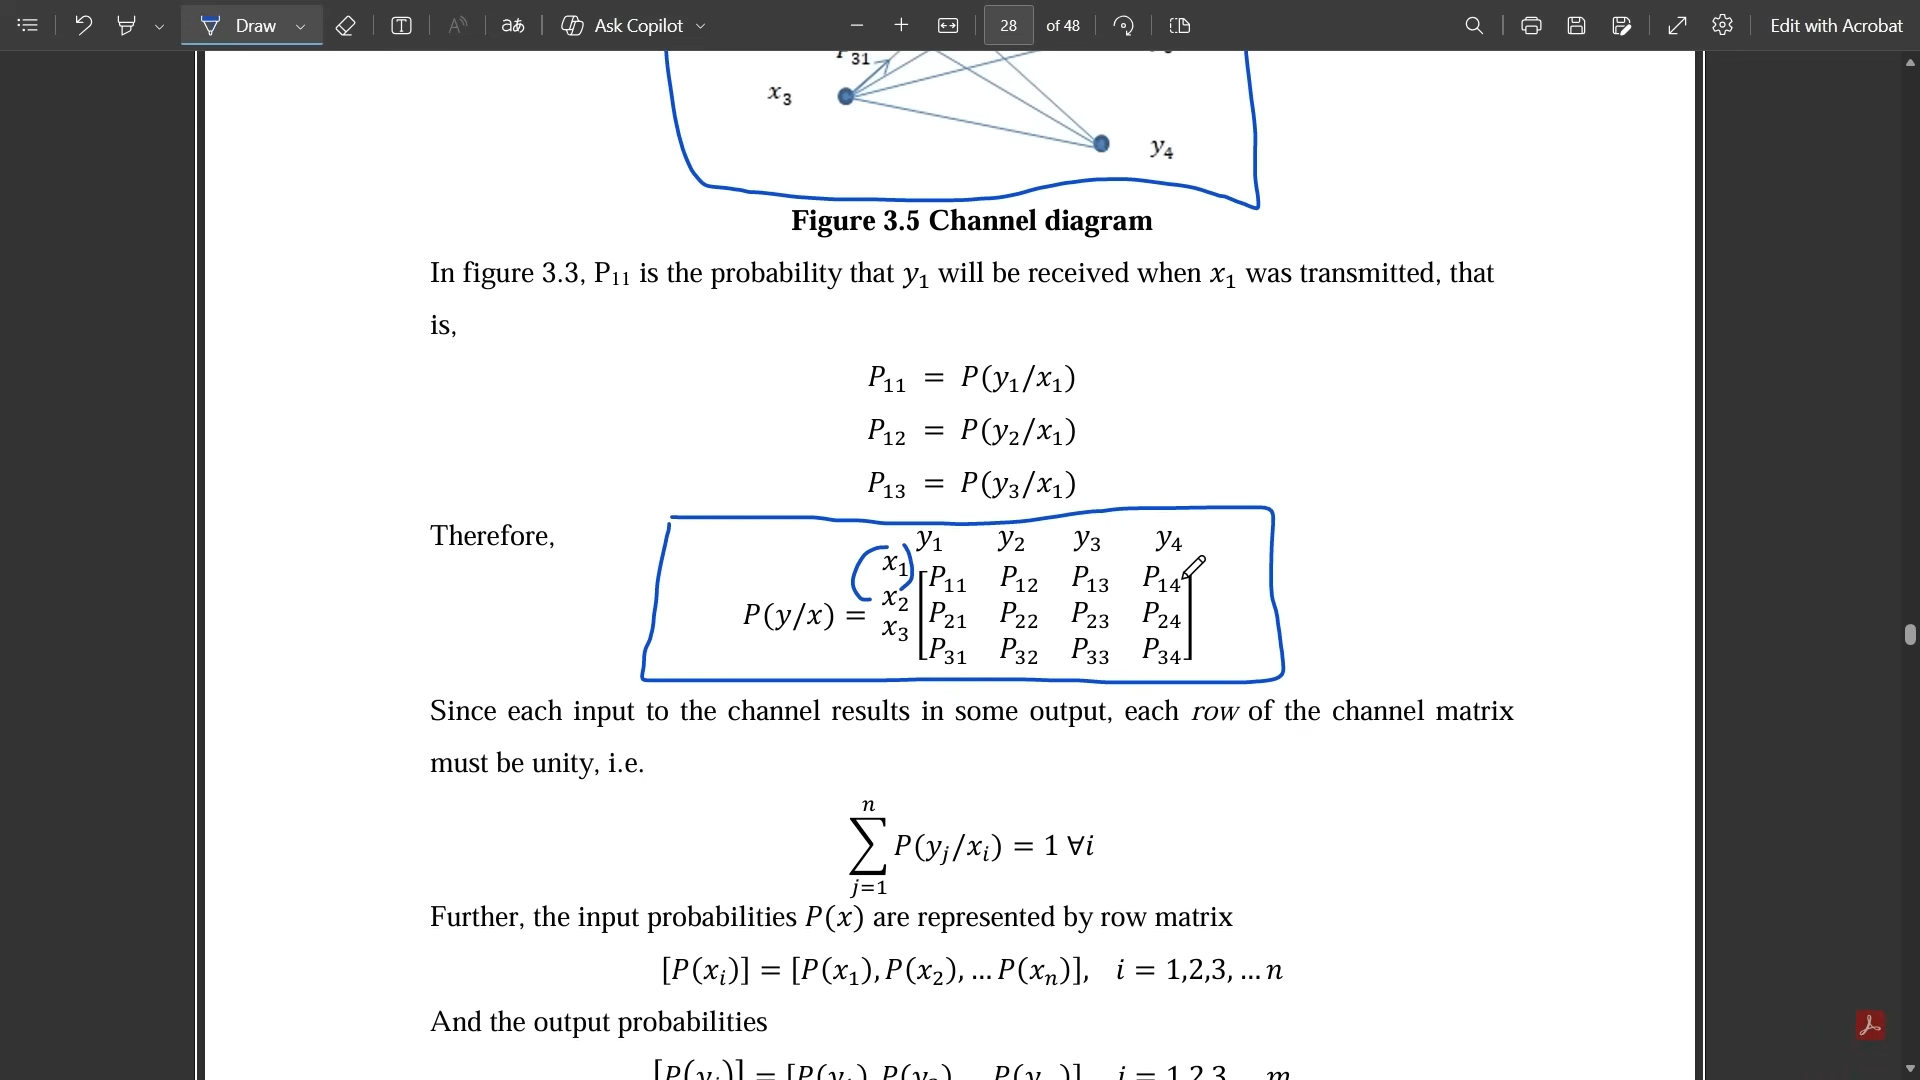 Draw
Ask Copilot
28 of 48
Edit with Acrobat
31
x₃
y₄
Figure 3.5 Channel diagram
In figure 3.3, P₁₁ is the probability that y₁ will be received when x₁ was transmitted, that
is,
P₁₁ = P(y₁/x₁)
P₁₂ = P(y₂/x₁)
P₁₃ = P(y₃/x₁)
Therefore,
y₁ y₂ y₃ y₄
x₁ P₁₁ P₁₂ P₁₃ P₁₄
P(y/x) = x₂ P₂₁ P₂₂ P₂₃ P₂₄
x₃ P₃₁ P₃₂ P₃₃ P₃₄
Since each input to the channel results in some output, each row of the channel matrix
must be unity, i.e.
n
∑ P(yⱼ/xᵢ) = 1 ∀i
j=1
Further, the input probabilities P(x) are represented by row matrix
[P(xᵢ)] = [P(x₁), P(x₂), … P(xₙ)], i = 1,2,3, … n
And the output probabilities